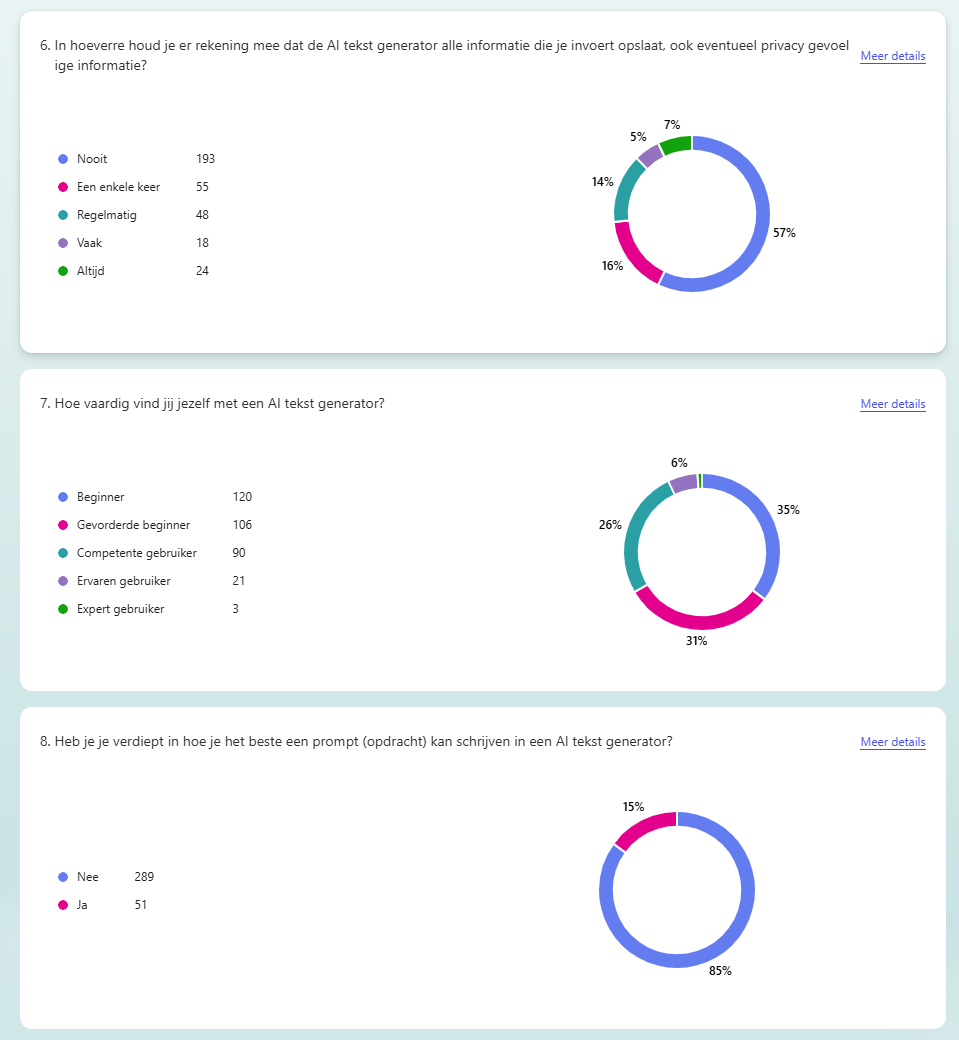 6. In hoeverre houd je er rekening mee dat de AI tekst generator alle informatie die je invoert opslaat, ook eventueel privacy gevoel
ige informatie?
Meer details
Nooit 193
Een enkele keer 55
Regelmatig 48
Vaak 18
Altijd 24
7%
5%
14%
57%
16%
7. Hoe vaardig vind jij jezelf met een AI tekst generator?
Meer details
Beginner 120
Gevorderde beginner 106
Competente gebruiker 90
Ervaren gebruiker 21
Expert gebruiker 3
6%
35%
26%
31%
8. Heb je je verdiept in hoe je het beste een prompt (opdracht) kan schrijven in een AI tekst generator?
Meer details
Nee 289
Ja 51
15%
85%